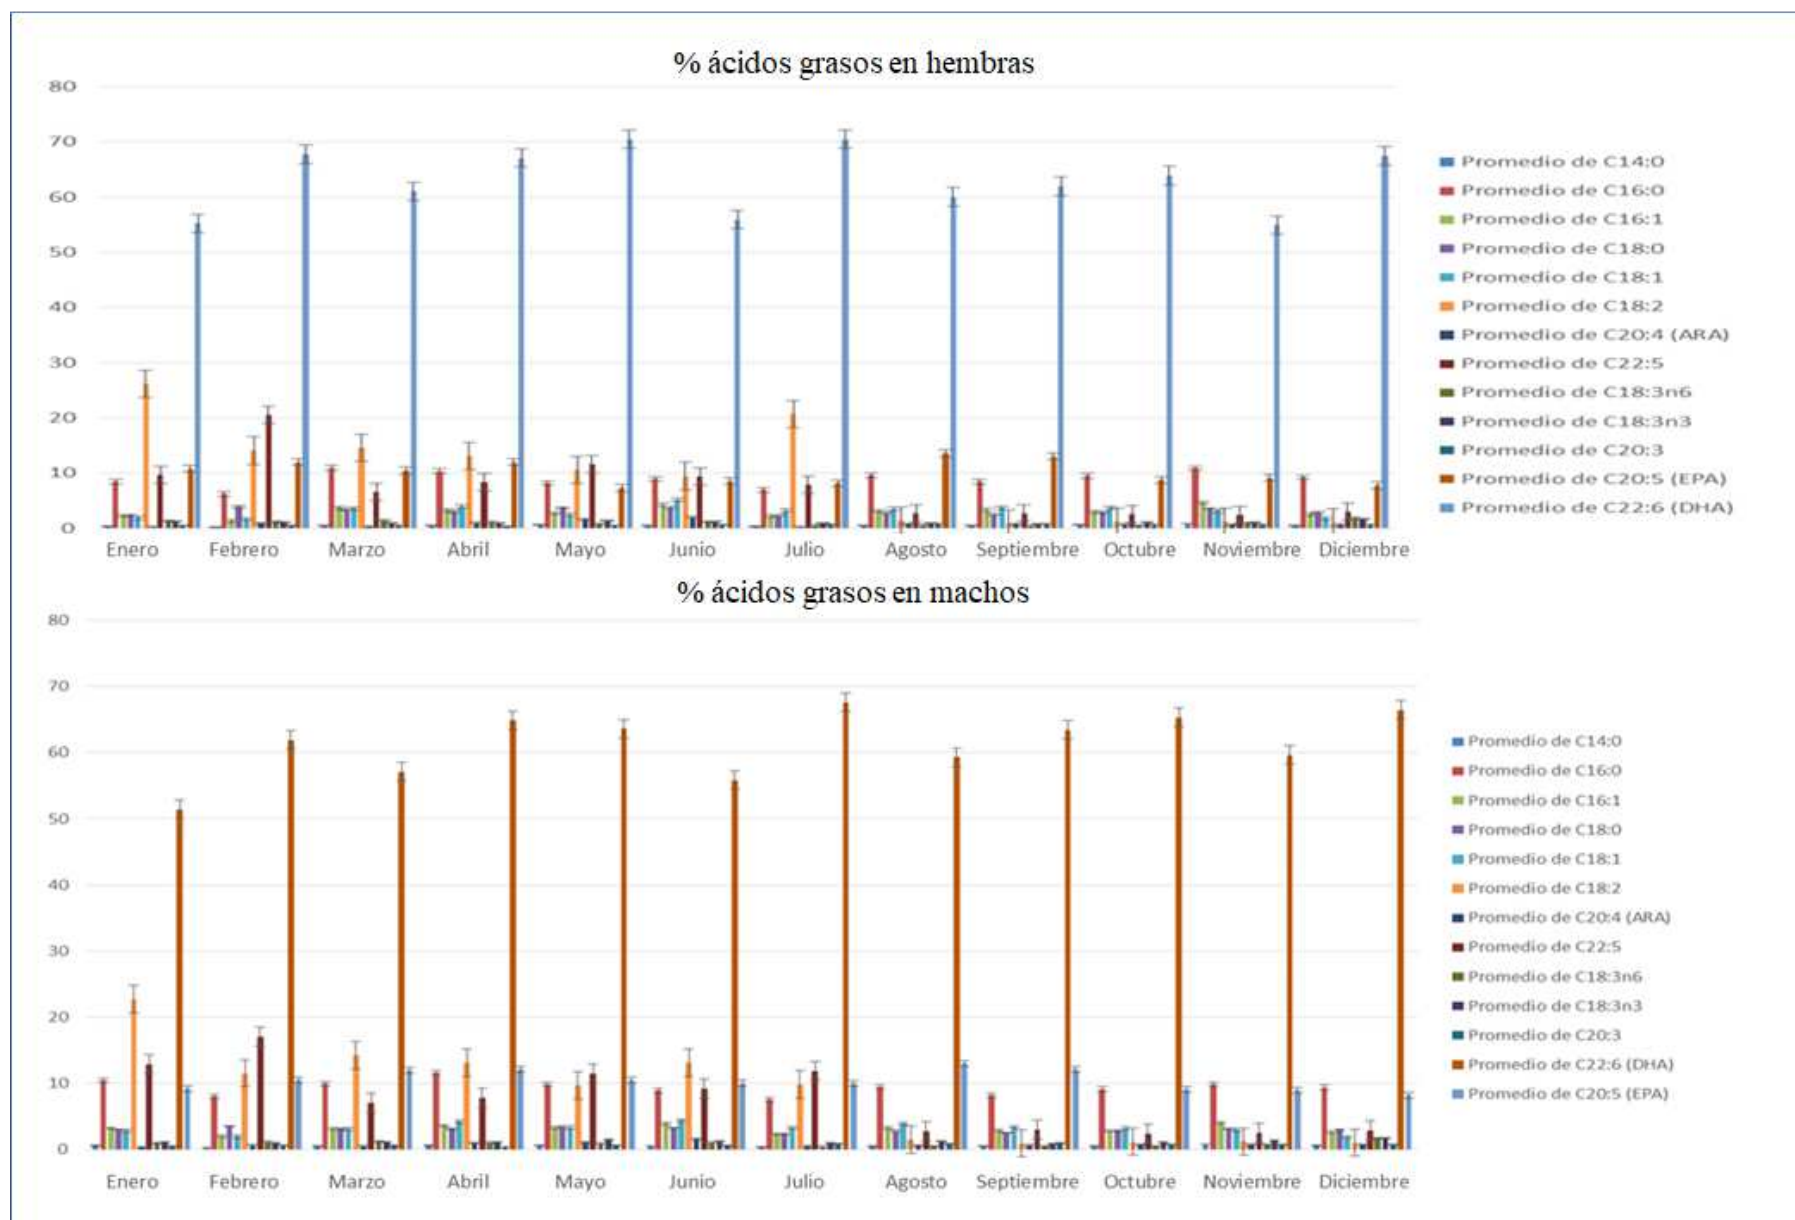 % ácidos grasos en hembras
80
70
60
50
40
30
20
10
0
Enero Febrero Marzo Abril Mayo Junio Julio Agosto Septiembre Octubre Noviembre Diciembre
Promedio de C14:0
Promedio de C16:0
Promedio de C16:1
Promedio de C18:0
Promedio de C18:1
Promedio de C18:2
Promedio de C20:4 (ARA)
Promedio de C22:5
Promedio de C18:3n6
Promedio de C18:3n3
Promedio de C20:3
Promedio de C20:5 (EPA)
Promedio de C22:6 (DHA)
% ácidos grasos en machos
80
70
60
50
40
30
20
10
0
Enero Febrero Marzo Abril Mayo Junio Julio Agosto Septiembre Octubre Noviembre Diciembre
Promedio de C14:0
Promedio de C16:0
Promedio de C16:1
Promedio de C18:0
Promedio de C18:1
Promedio de C18:2
Promedio de C20:4 (ARA)
Promedio de C22:5
Promedio de C18:3n6
Promedio de C18:3n3
Promedio de C20:3
Promedio de C22:6 (DHA)
Promedio de C20:5 (EPA)